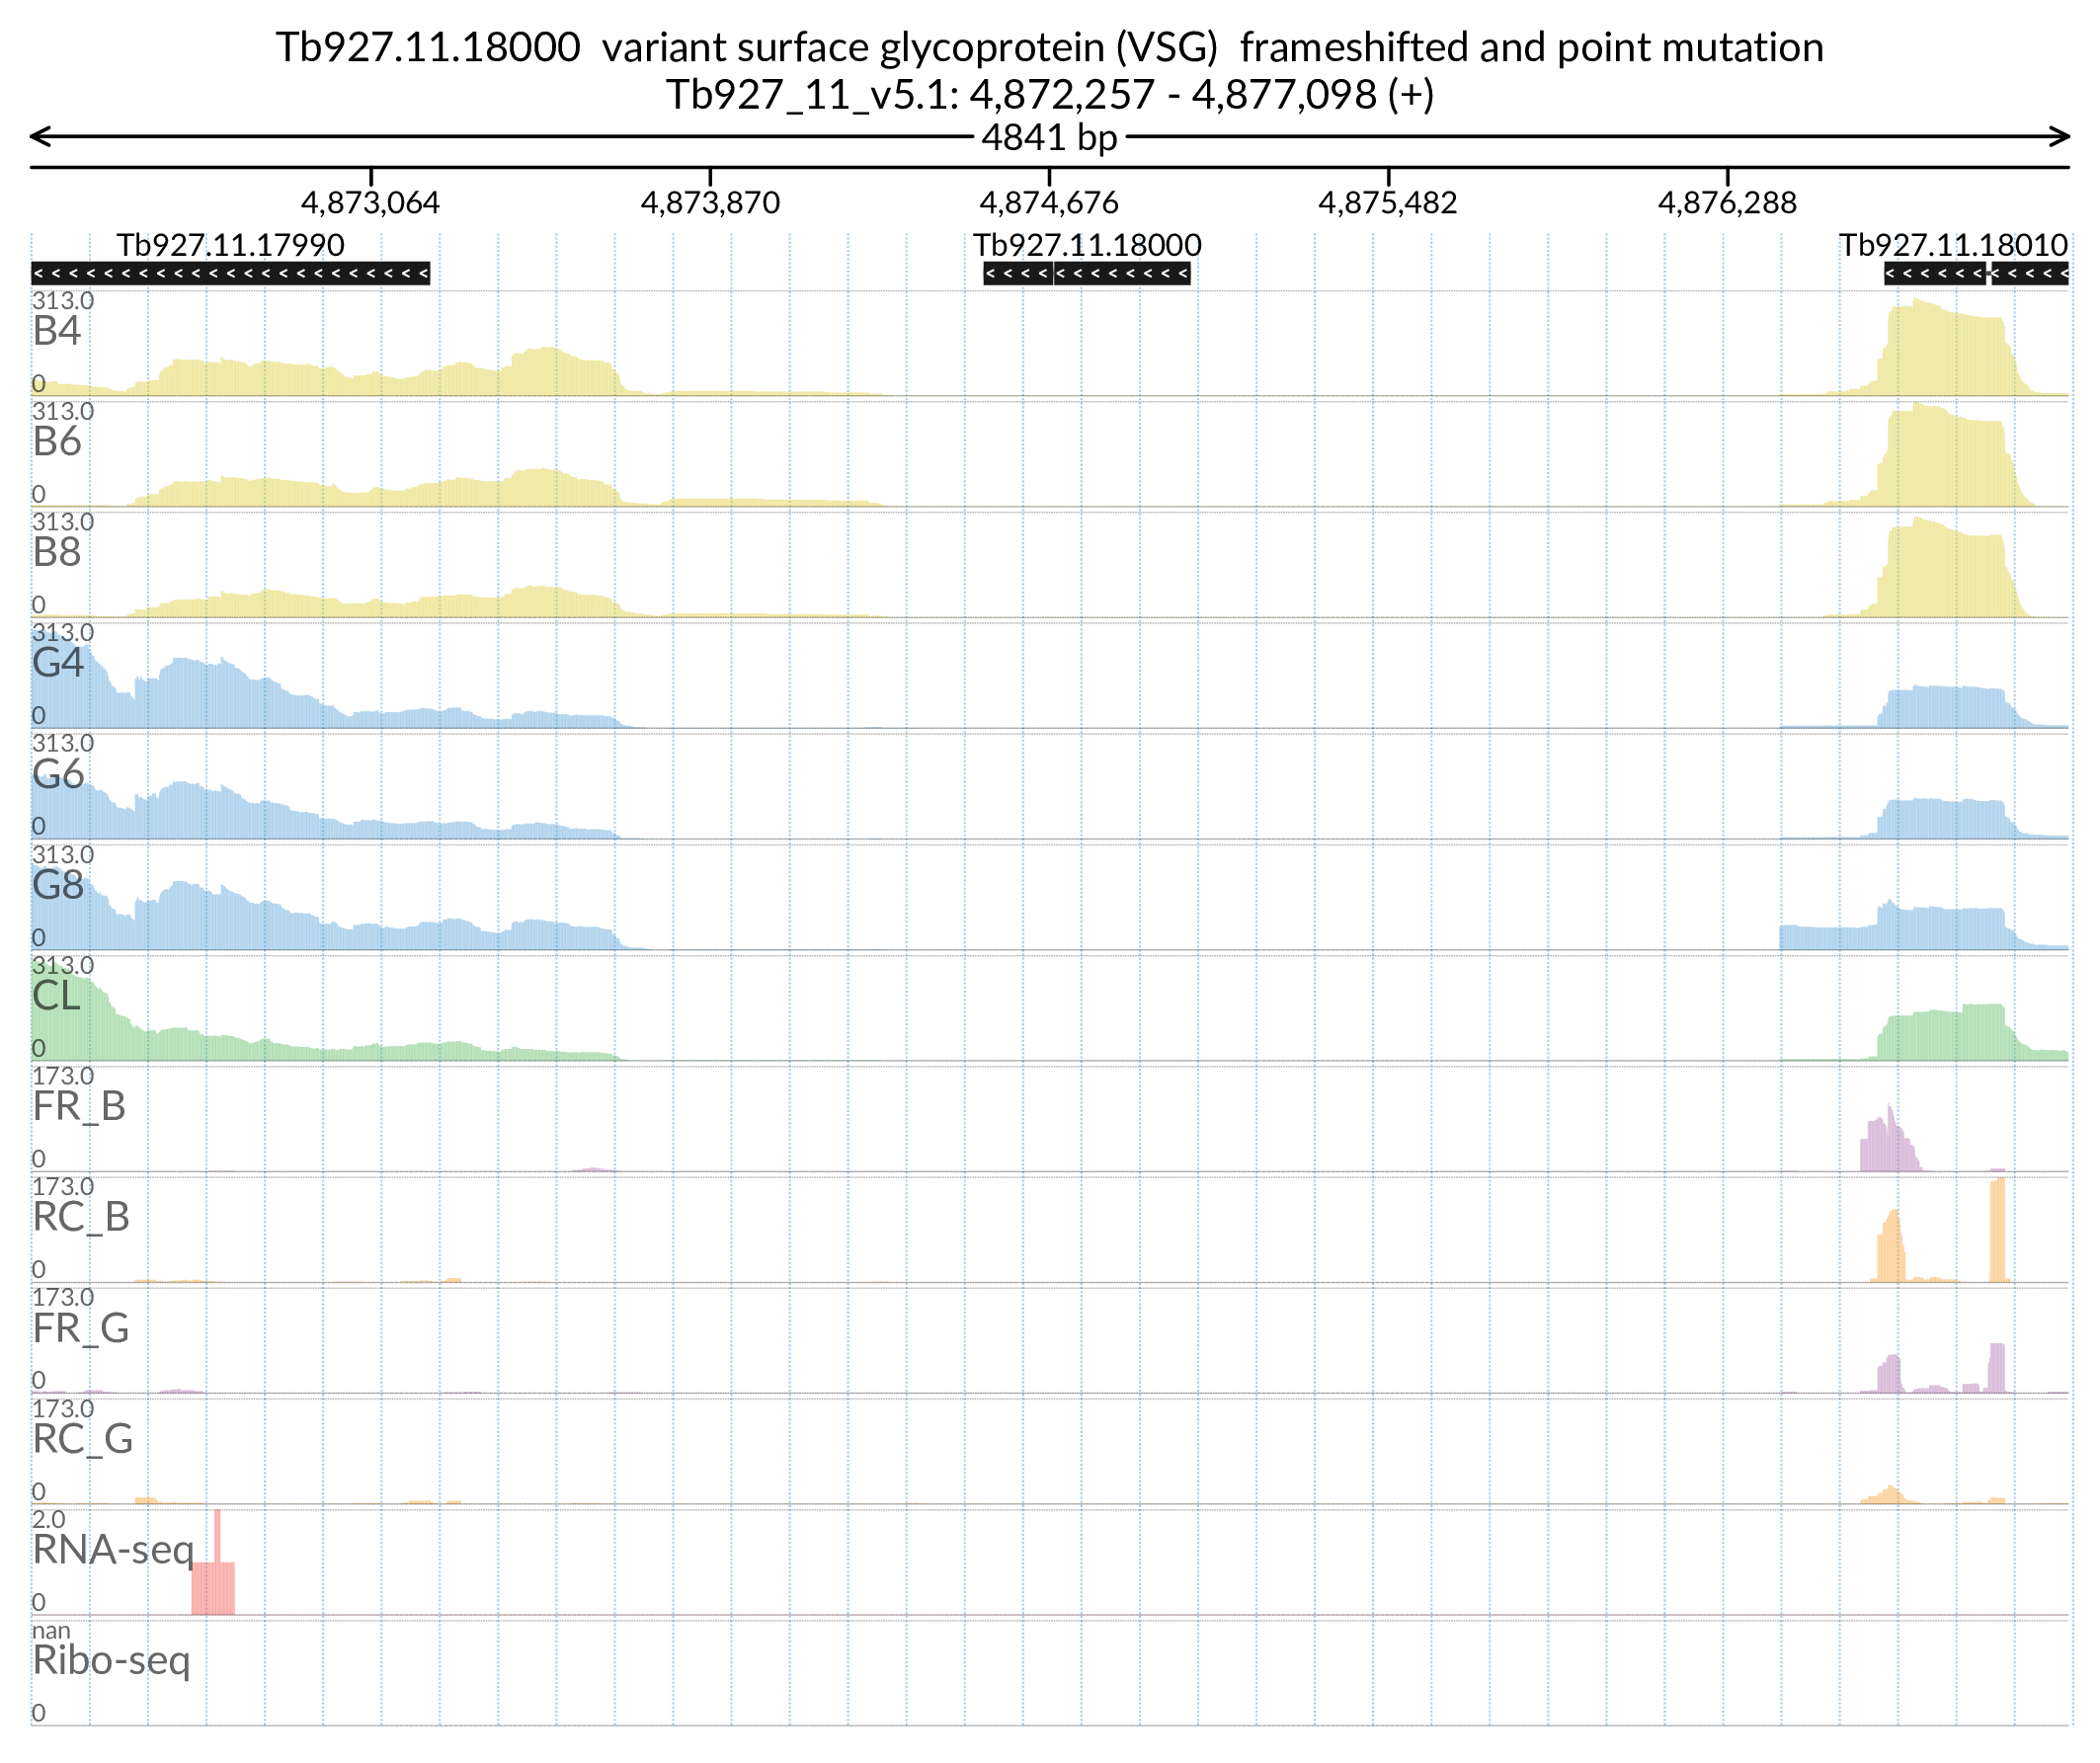 Tb927.11.18000  variant surface glycoprotein (VSG)  frameshifted and point mutation
Tb927_11_v5.1: 4,872,257 - 4,877,098 (+)
4841 bp
4,873,064 4,873,870 4,874,676 4,875,482 4,876,288
Tb927.11.17990 Tb927.11.18000 Tb927.11.18010
313.0
B4
0
313.0
B6
0
313.0
B8
0
313.0
G4
0
313.0
G6
0
313.0
G8
0
313.0
CL
0
173.0
FR_B
0
173.0
RC_B
0
173.0
FR_G
0
173.0
RC_G
0
2.0
RNA-seq
0
nan
Ribo-seq
0